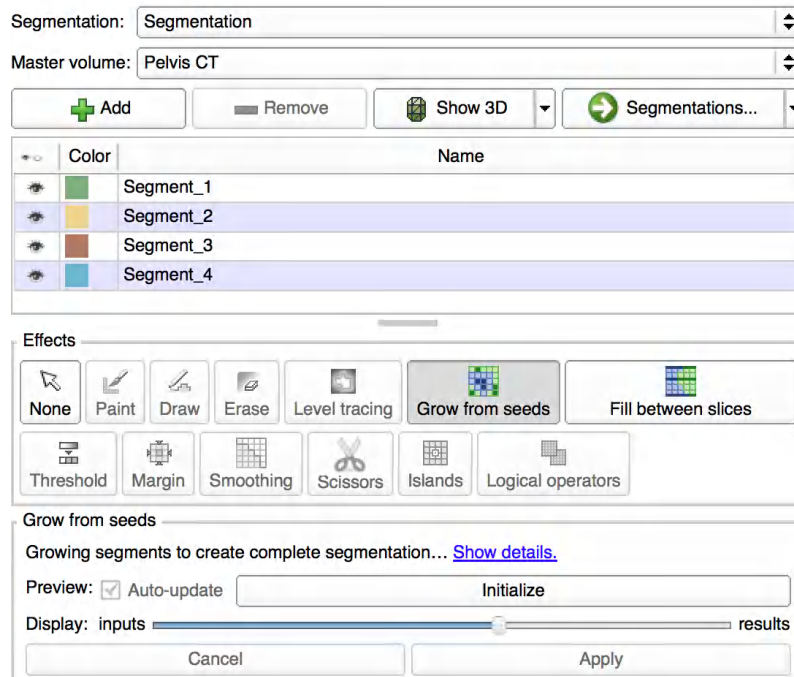 Segmentation: Segmentation
Master volume: Pelvis CT
Add Remove Show 3D Segmentations...
Color Name
Segment_1
Segment_2
Segment_3
Segment_4
Effects
None Paint Draw Erase Level tracing Grow from seeds Fill between slices
Threshold Margin Smoothing Scissors Islands Logical operators
Grow from seeds
Growing segments to create complete segmentation... Show details.
Preview: Auto-update Initialize
Display: inputs results
Cancel Apply